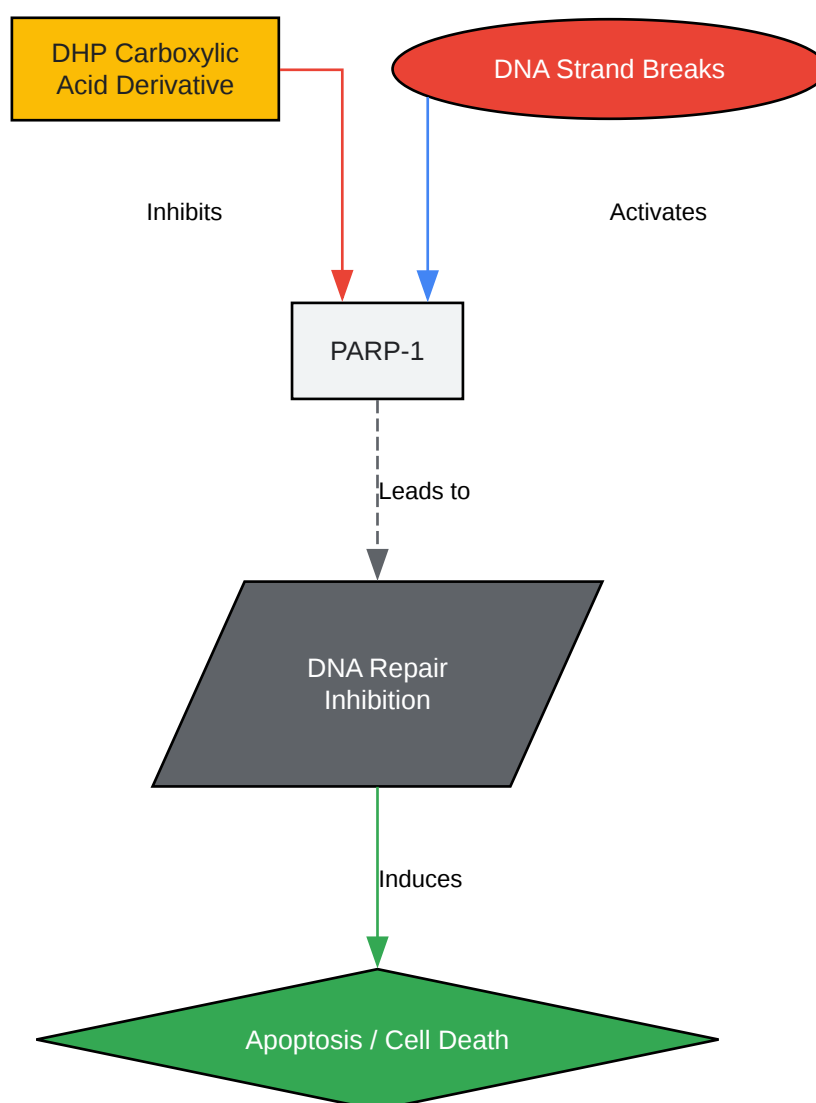 DHP Carboxylic
Acid Derivative
DNA Strand Breaks
Inhibits
Activates
PARP-1
Leads to
DNA Repair
Inhibition
Induces
Apoptosis / Cell Death